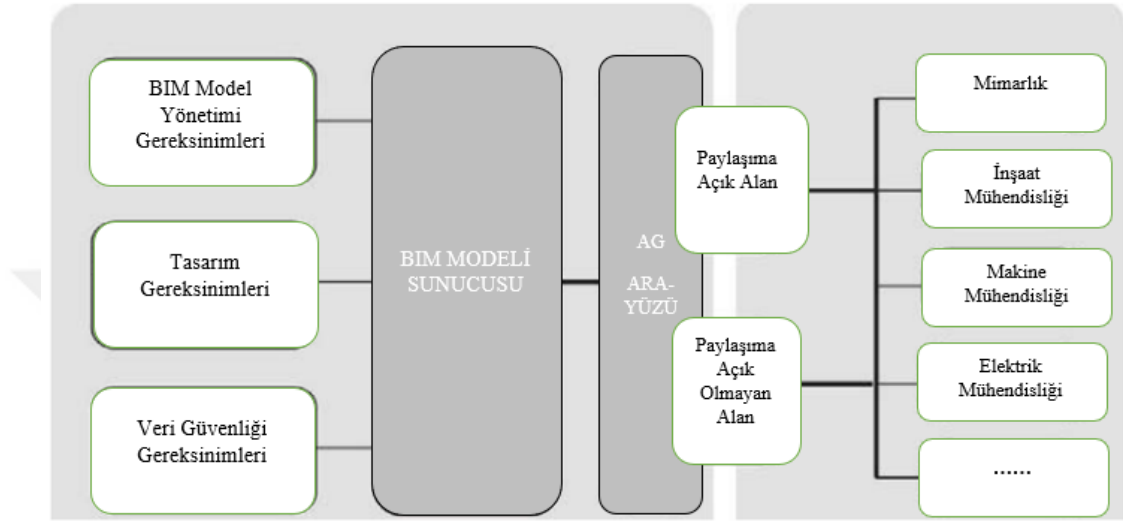 BIM Model
Yönetimi
Gereksinimleri
Tasarım
Gereksinimleri
Veri Güvenliği
Gereksinimleri
BIM MODELİ
SUNUCUSU
AG
ARA-
YÜZÜ
Paylaşıma
Açık Alan
Paylaşıma
Açık
Olmayan
Alan
Mimarlık
İnşaat
Mühendisliği
Makine
Mühendisliği
Elektrik
Mühendisliği
......